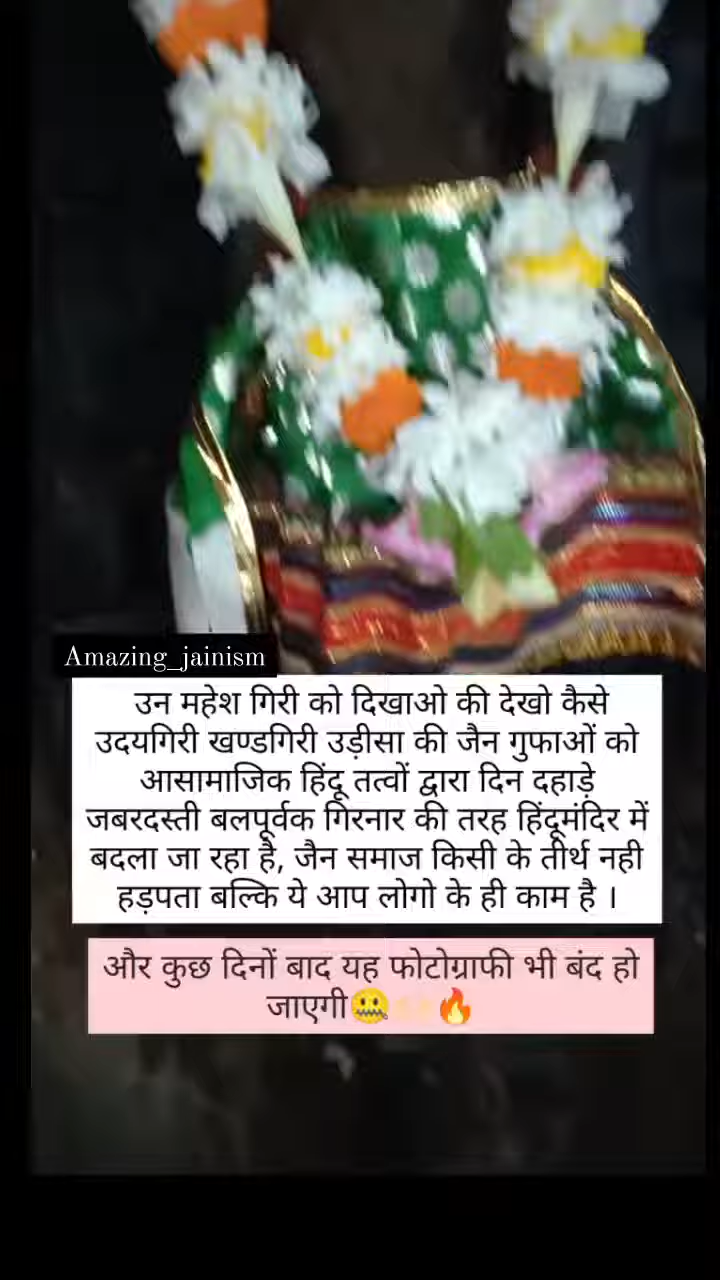 Amazing_jainism
उन महेश गिरी को दिखाओ की देखो कैसे
उदयगिरी खण्डगिरी उड़ीसा की जैन गुफाओं को
आसामाजिक हिंदू तत्वों द्वारा दिन दहाड़े
जबरदस्ती बलपूर्वक गिरनार की तरह हिंदूमंदिर में
बदला जा रहा है, जैन समाज किसी के तीर्थ नही
हड़पता बल्कि ये आप लोगो के ही काम है ।
और कुछ दिनों बाद यह फोटोग्राफी भी बंद हो
जाएगी🤐🔥